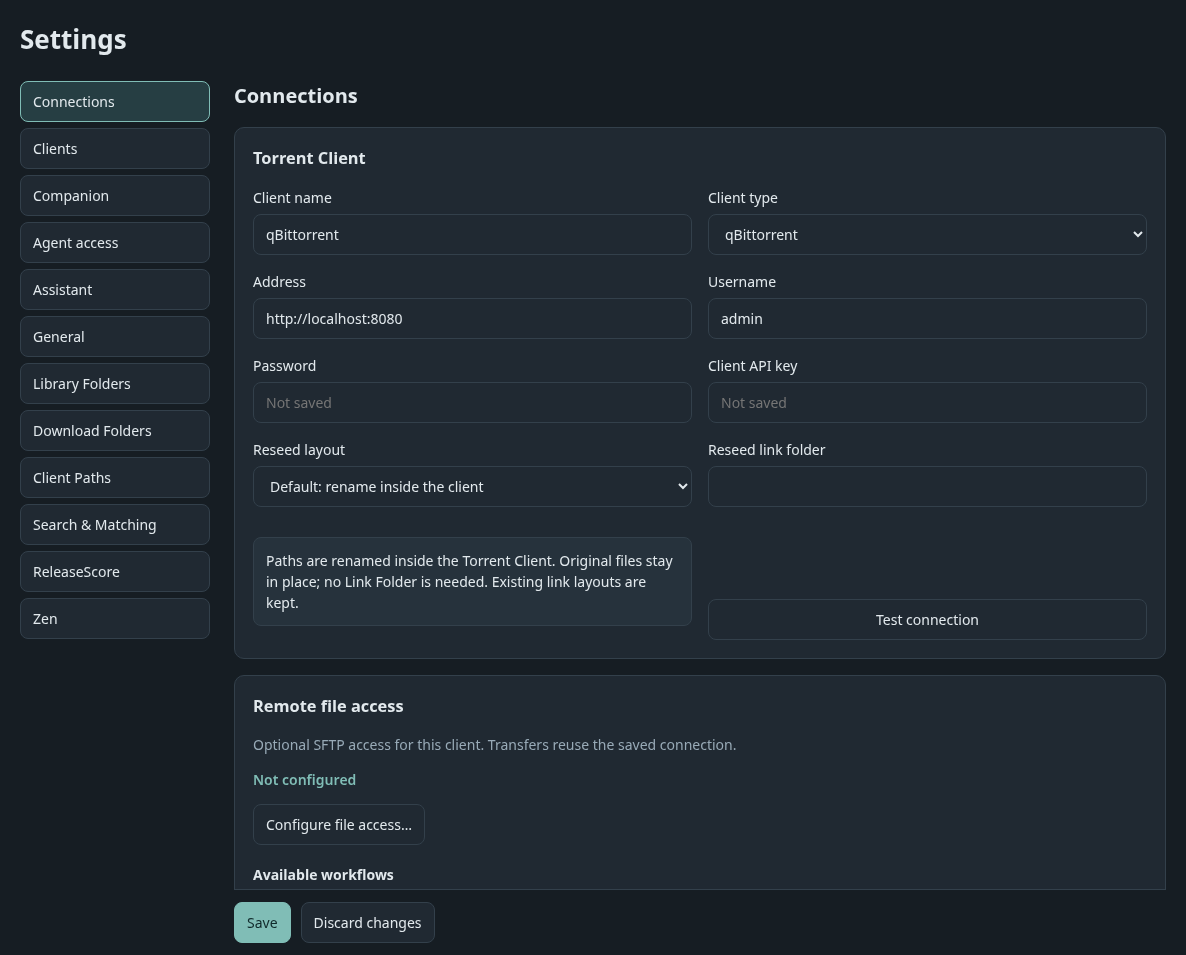 Settings
Connections
Clients
Companion
Agent access
Assistant
General
Library Folders
Download Folders
Client Paths
Search & Matching
ReleaseScore
Zen
Connections
Torrent Client
Client name
Client type
qBittorrent
qBittorrent
Address
Username
http://localhost:8080
admin
Password
Client API key
Not saved
Not saved
Reseed layout
Reseed link folder
Default: rename inside the client
Paths are renamed inside the Torrent Client. Original files stay
in place; no Link Folder is needed. Existing link layouts are
kept.
Test connection
Remote file access
Optional SFTP access for this client. Transfers reuse the saved connection.
Not configured
Configure file access...
Available workflows
Save
Discard changes